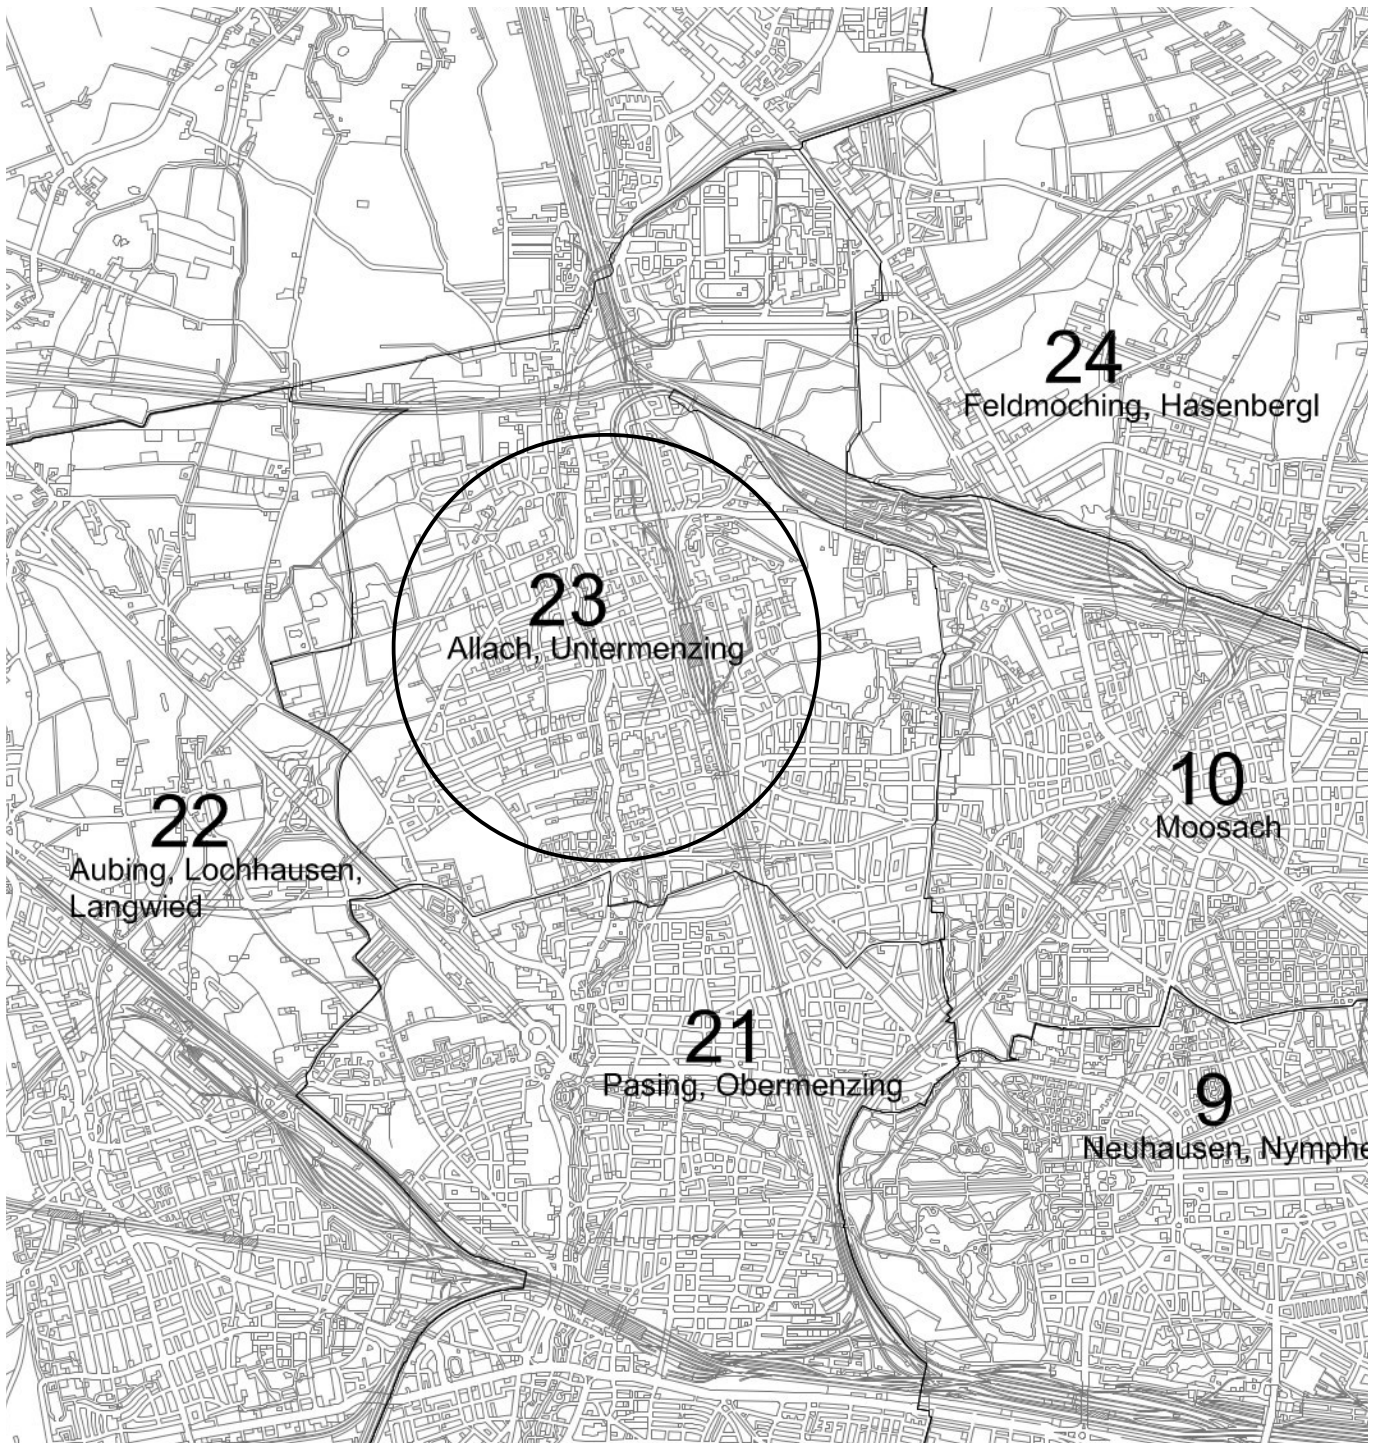 24
Feldmoching, Hasenbergl
23
Allach, Untermenzing
10
Moosach
22
Aubing, Lochhausen,
Langwied
21
Pasing, Obermenzing
9
Neuhausen, Nymphe